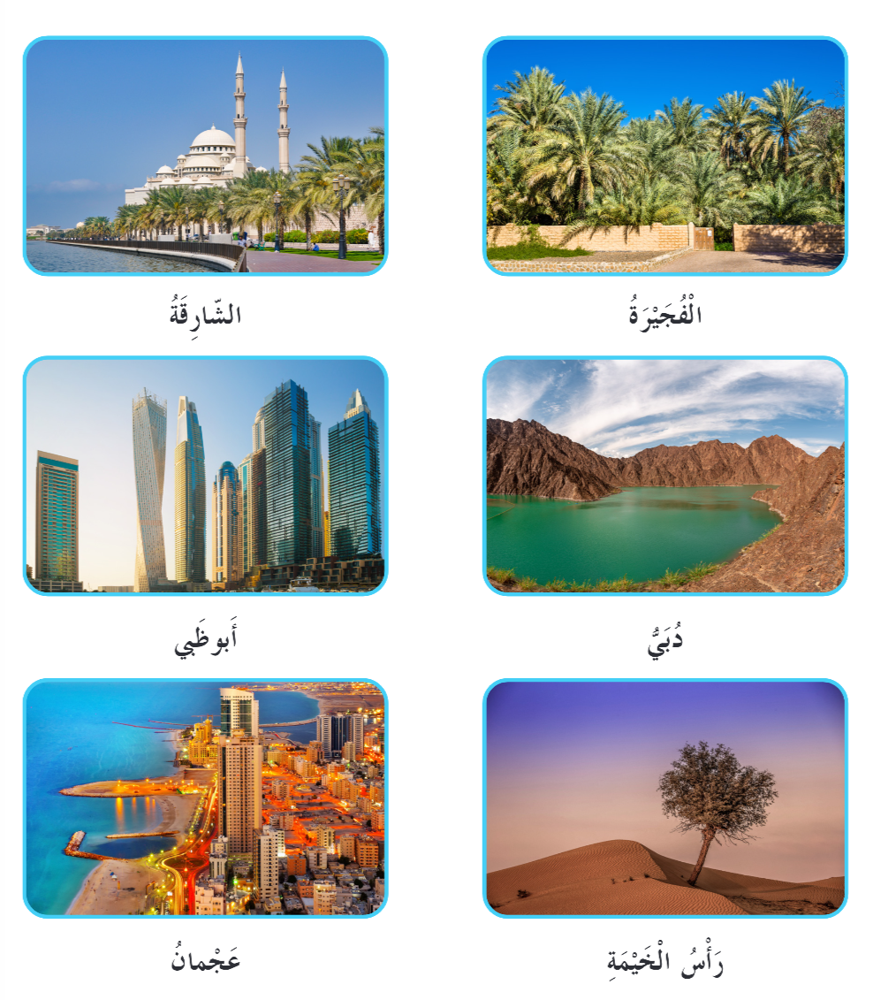 الْفُجَيْرَةُ
الشّارِقَةُ
دُبَيُّ
أَبوظَبي
رَأْسُ الْخَيْمَةِ
عَجْمانُ